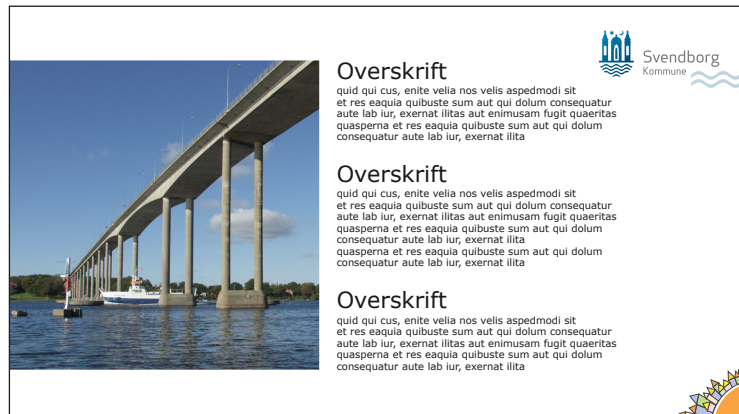 Overskrift
quid qui cus, enite velia nos velis aspedmodi sit
et res eaquia quibuste sum aut qui dolum consequatur
aute lab iur, exernat ilitas aut enimusam fugit quaeritas
quasperna et res eaquia quibuste sum aut qui dolum
consequatur aute lab iur, exernat ilita
Svendborg
Kommune
Overskrift
quid qui cus, enite velia nos velis aspedmodi sit
et res eaquia quibuste sum aut qui dolum consequatur
aute lab iur, exernat ilitas aut enimusam fugit quaeritas
quasperna et res eaquia quibuste sum aut qui dolum
consequatur aute lab iur, exernat ilita
quasperna et res eaquia quibuste sum aut qui dolum
consequatur aute lab iur, exernat ilita
Overskrift
quid qui cus, enite velia nos velis aspedmodi sit
et res eaquia quibuste sum aut qui dolum consequatur
aute lab iur, exernat ilitas aut enimusam fugit quaeritas
quasperna et res eaquia quibuste sum aut qui dolum
consequatur aute lab iur, exernat ilita